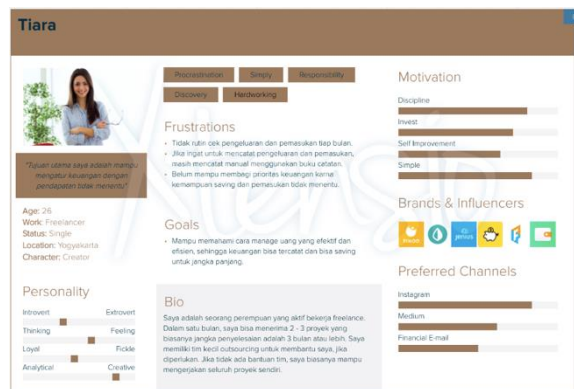 Tiara
Procrastination
Simply
Responsibility
Discovery
Hardworking
"Tujuan utama saya adalah mampu
mengatur keuangan dengan
pendapatan tidak menentu"
Age: 26
Work: Freelancer
Status: Single
Location: Yogyakarta
Character: Creator
Personality
Introvert Extrovert
Thinking Feeling
Loyal Fickle
Analytical Creative
Frustrations
• Tidak rutin cek pengeluaran dan pemasukan tiap bulan.
• Jika ingat untuk mencatat pengeluaran dan pemasukan,
masih mencatat manual menggunakan buku catatan.
• Belum mampu membagi prioritas keuangan karna
kemampuan saving dan pemasukan tidak menentu.
Goals
• Mampu memahami cara manage uang yang efektif dan
efisien, sehingga keuangan bisa tercatat dan bisa saving
untuk jangka panjang.
Bio
Saya adalah seorang perempuan yang aktif bekerja freelance.
Dalam satu bulan, saya bisa menerima 2 - 3 proyek yang
biasanya jangka penyelesaian adalah 3 bulan atau lebih. Saya
memiliki tim kecil outsourcing untuk membantu saya, jika
diperlukan. Jika tidak ada bantuan tim, saya biasanya mampu
mengerjakan seluruh proyek sendiri.
Motivation
Discipline
Invest
Self Improvement
Simple
Brands & Influencers
jenius
Preferred Channels
Instagram
Medium
Financial E-mail